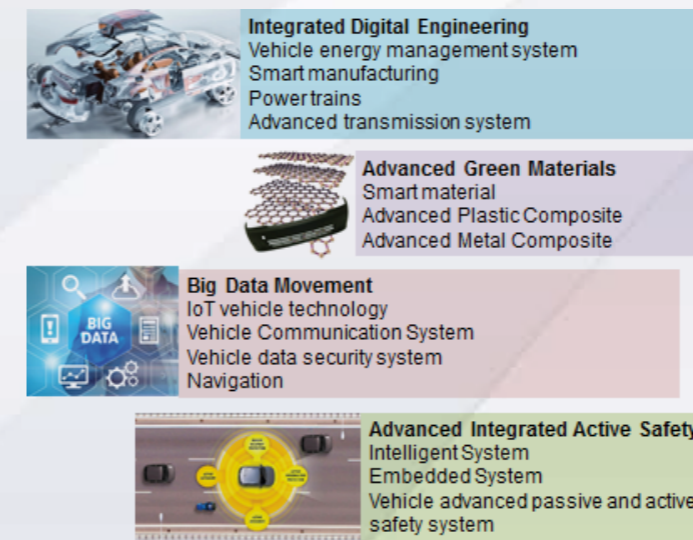 Integrated Digital Engineering
Vehicle energy management system
Smart manufacturing
Powertrains
Advanced transmission system
Advanced Green Materials
Smart material
Advanced Plastic Composite
Advanced Metal Composite
BIG
DATA
Big Data Movement
IoT vehicle technology
Vehicle Communication System
Vehicle data security system
Navigation
Advanced Integrated Active Safety
Intelligent System
Embedded System
Vehicle advanced passive and active
safety system